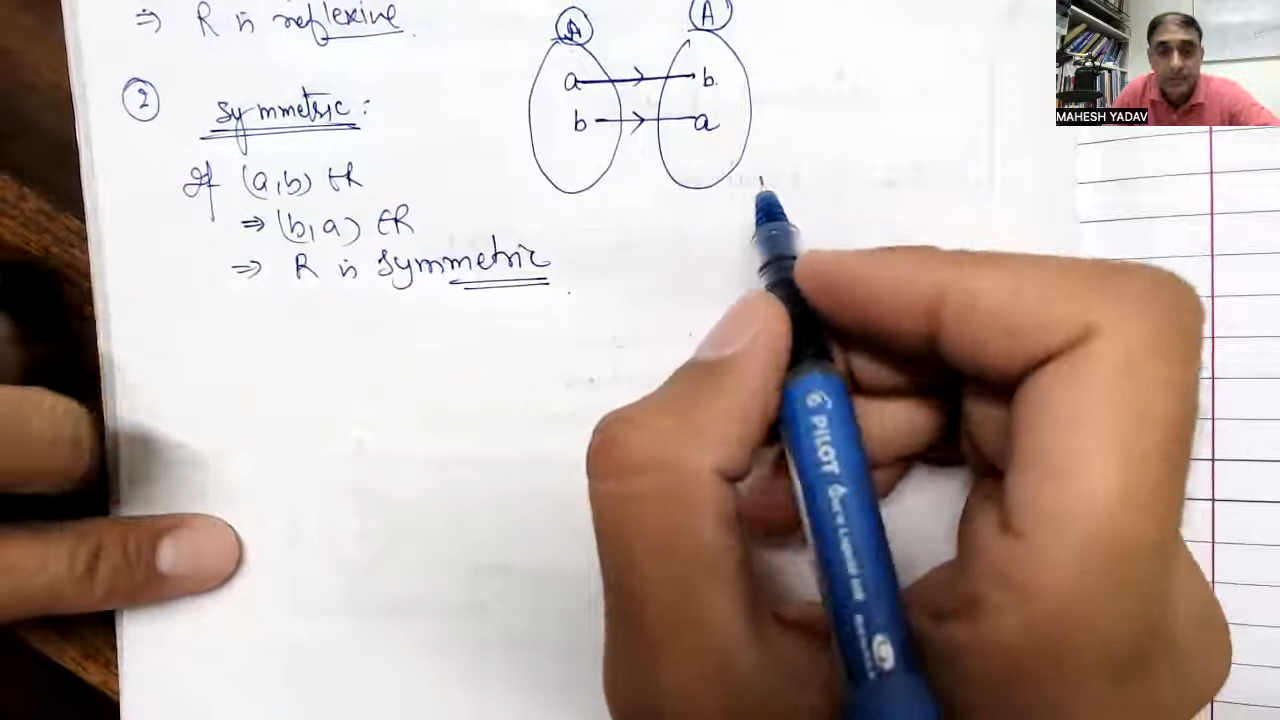 ⇒ R is reflexive.
② symmetric:
If (a,b) ∈R
⇒ (b,a) ∈R
⇒ R is symmetric.
A A
a b
b a
MAHESH YADAV
PILOT